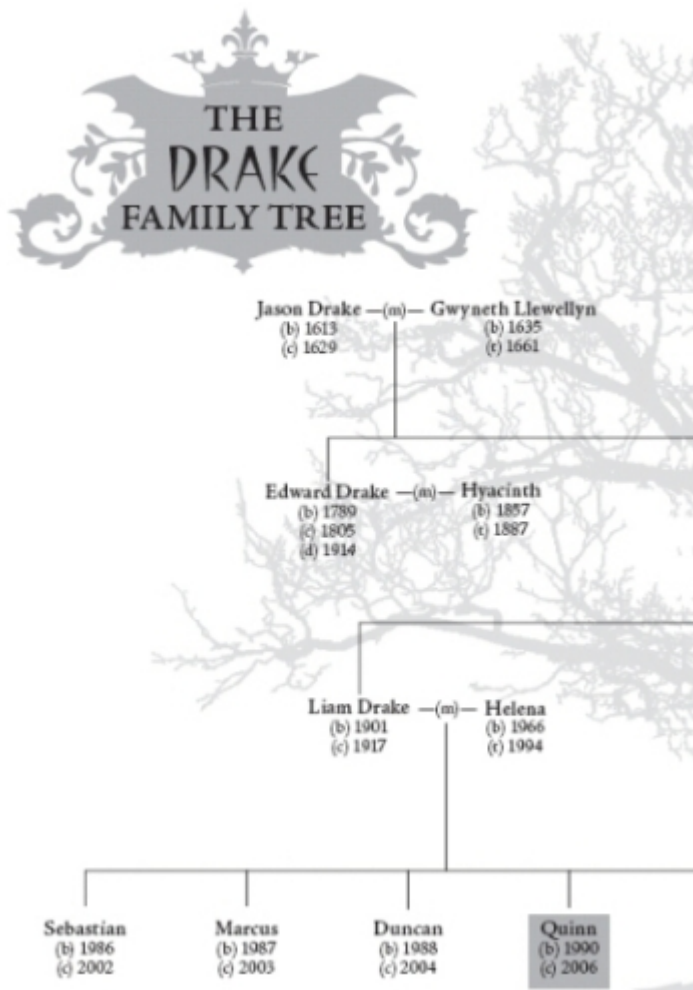 THE
DRAKE
FAMILY TREE
Jason Drake —(m)— Gwyneth Llewellyn
(b) 1613 (b) 1635
(c) 1629 (t) 1661
Edward Drake —(m)— Hyacinth
(b) 1789 (b) 1857
(c) 1805 (t) 1887
(d) 1914
Liam Drake —(m)— Helena
(b) 1901 (b) 1966
(c) 1917 (t) 1994
Sebastian Marcus Duncan Quinn
(b) 1986 (b) 1987 (b) 1988 (b) 1990
(c) 2002 (c) 2003 (c) 2004 (c) 2006